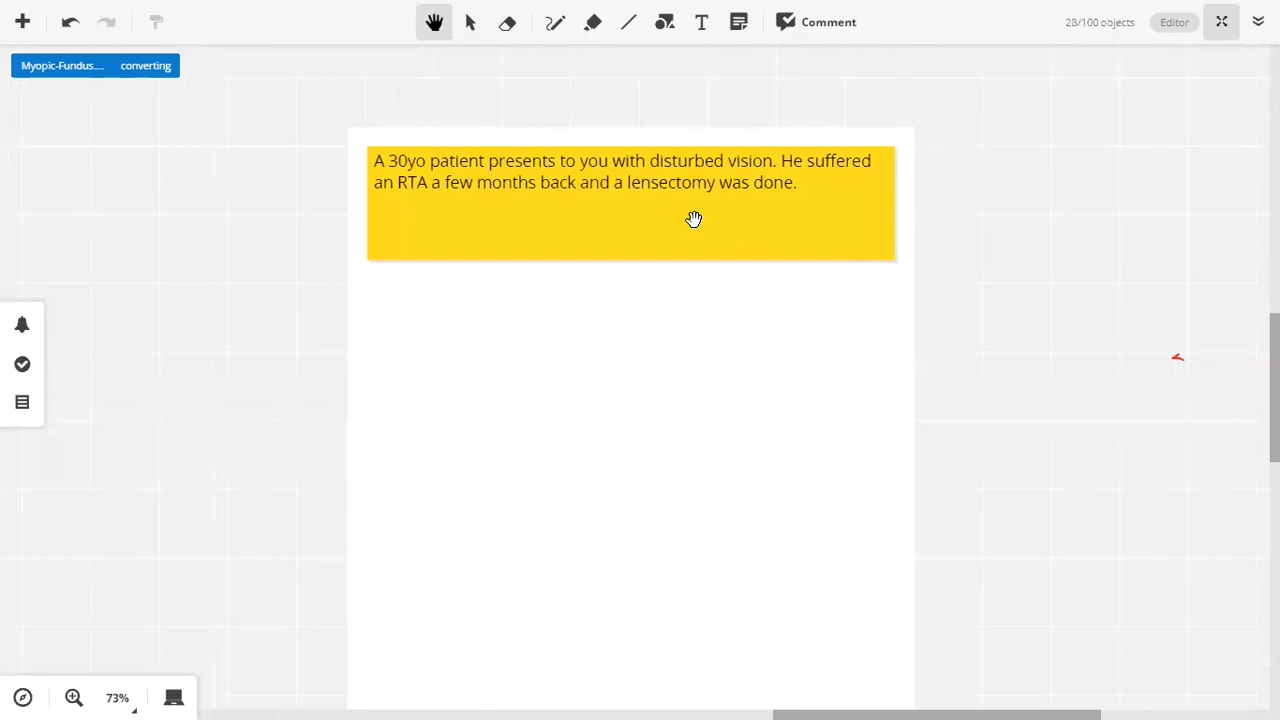 Comment
28/100 objects
Editor
Myopic-Fundus.... converting
A 30yo patient presents to you with disturbed vision. He suffered
an RTA a few months back and a lensectomy was done.
73%